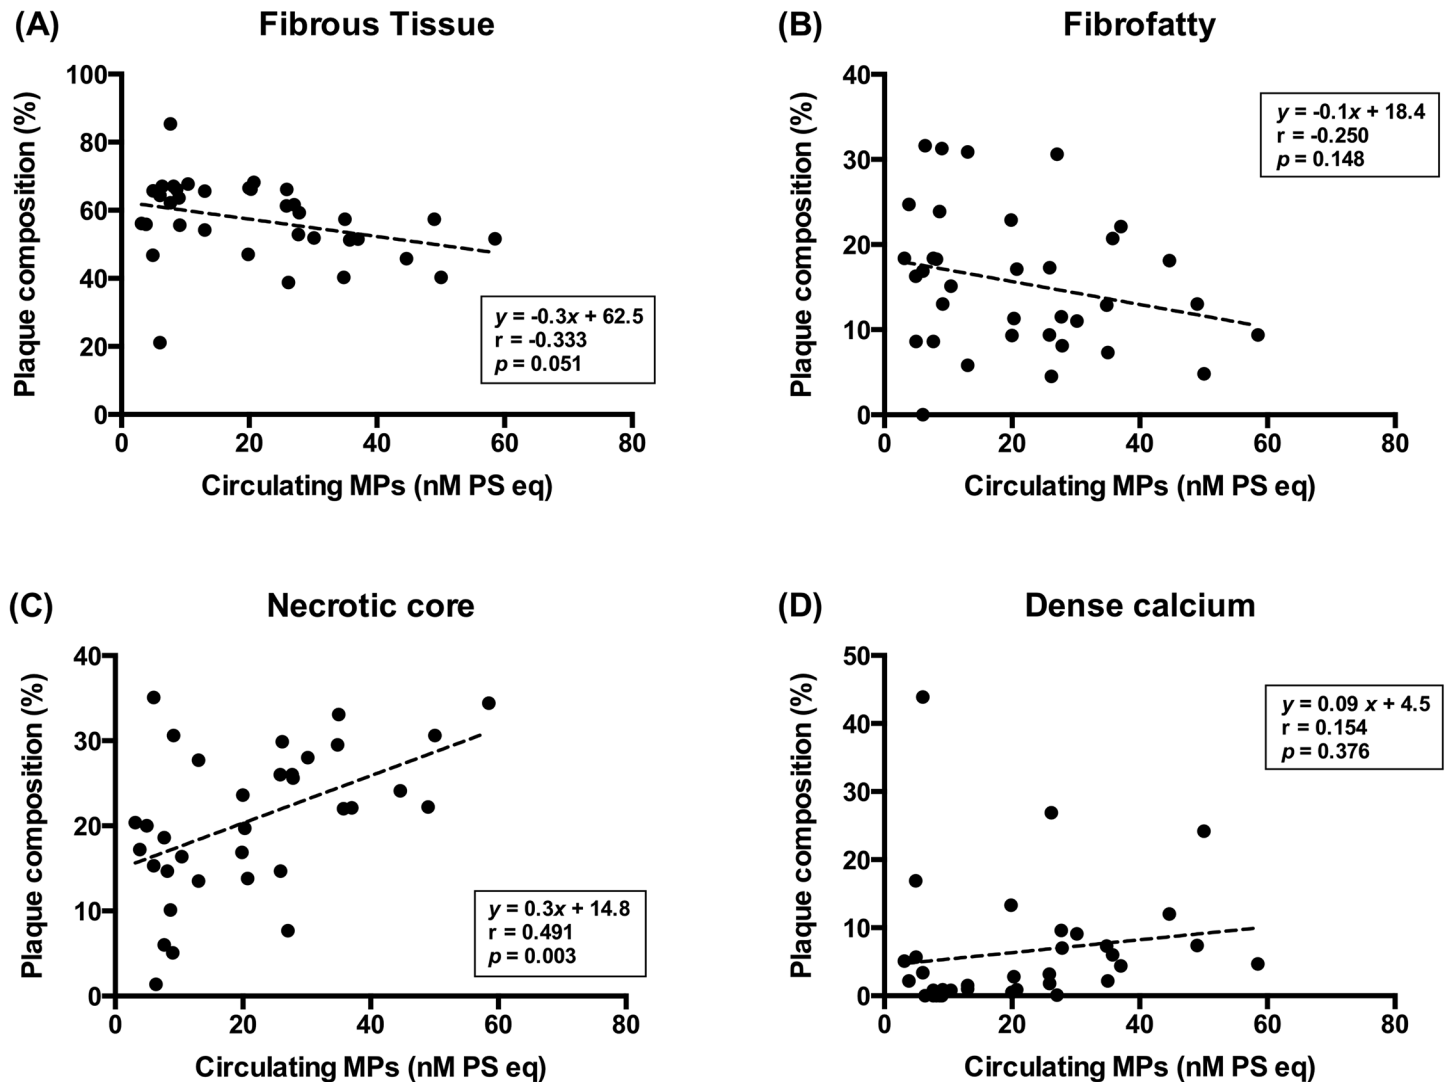 (A) Fibrous Tissue
Plaque composition (%)
100
80
60
40
20
0
y = -0.3x + 62.5
r = -0.333
p = 0.051
0 20 40 60 80
Circulating MPs (nM PS eq)
(B) Fibrofatty
Plaque composition (%)
40
30
20
10
0
y = -0.1x + 18.4
r = -0.250
p = 0.148
0 20 40 60 80
Circulating MPs (nM PS eq)
(C) Necrotic core
Plaque composition (%)
40
30
20
10
0
y = 0.3x + 14.8
r = 0.491
p = 0.003
0 20 40 60 80
Circulating MPs (nM PS eq)
(D) Dense calcium
Plaque composition (%)
50
40
30
20
10
0
y = 0.09 x + 4.5
r = 0.154
p = 0.376
0 20 40 60 80
Circulating MPs (nM PS eq)